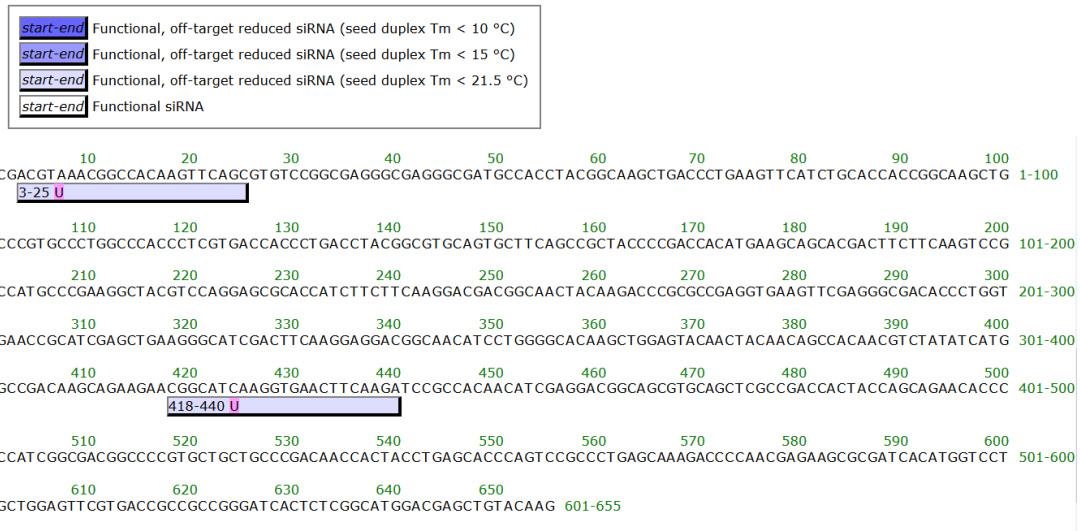 start-end Functional, off-target reduced siRNA (seed duplex Tm < 10 °C)
start-end Functional, off-target reduced siRNA (seed duplex Tm < 15 °C)
start-end Functional, off-target reduced siRNA (seed duplex Tm < 21.5 °C)
start-end Functional siRNA
10 20 30 40 50 60 70 80 90 100
CGACGTAAACGGCCACAAGTTCAGCGTGTCCGGCGAGGGCGAGGGCGATGCCACCTACGGCAAGCTGACCCTGAAGTTCATCTGCACCACCGGCAAGCTG 1-100
3-25 U
110 120 130 140 150 160 170 180 190 200
CCCGTGCCCTGGCCCACCCTCGTGACCACCCTGACCTACGGCGTGCAGTGCTTCAGCCGCTACCCCGACCACATGAAGCAGCACGACTTCTTCAAGTCCG 101-200
210 220 230 240 250 260 270 280 290 300
CCATGCCCGAAGGCTACGTCCAGGAGCGCACCATCTTCTTCAAGGACGACGGCAACTACAAGACCCGCGCCGAGGTGAAGTTCGAGGGCGACACCCTGGT 201-300
310 320 330 340 350 360 370 380 390 400
GAACCGCATCGAGCTGAAGGGCATCGACTTCAAGGAGGACGGCAACATCCTGGGGCACAAGCTGGAGTACAACTACAACAGCCACAACGTCTATATCATG 301-400
410 420 430 440 450 460 470 480 490 500
GCCGACAAGCAGAAGAACGGCATCAAGGTGAACTTCAAGATCCGCCACAACATCGAGGACGGCAGCGTGCAGCTCGCCGACCACTACCAGCAGAACACCC 401-500
418-440 U
510 520 530 540 550 560 570 580 590 600
CCATCGGCGACGGCCCCGTGCTGCTGCCCGACAACCACTACCTGAGCACCCAGTCCGCCCTGAGCAAAGACCCCAACGAGAAGCGCGATCACATGGTCCT 501-600
610 620 630 640 650
GCTGGAGTTCGTGACCGCCGCCGGGATCACTCTCGGCATGGACGAGCTGTACAAG 601-655